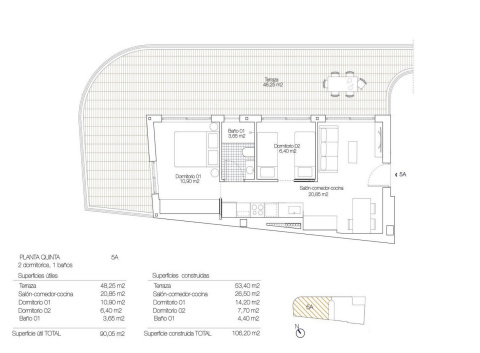 Terraza
48,25 m2
Baño 01
3,65 m2
Dormitorio 02
6,40 m2
Dormitorio 01
10,90 m2
Salón-comedor-cocina
20,85 m2
5A
PLANTA QUINTA 5A
2 dormitorios, 1 baños
Superficies útiles
Terraza 48,25 m2
Salón-comedor-cocina 20,85 m2
Dormitorio 01 10,90 m2
Dormitorio 02 6,40 m2
Baño 01 3,65 m2
Superficie útil TOTAL 90,05 m2
Superficies construidas
Terraza 53,40 m2
Salón-comedor-cocina 26,50 m2
Dormitorio 01 14,20 m2
Dormitorio 02 7,70 m2
Baño 01 4,40 m2
Superficie construida TOTAL 106,20 m2
5A
N